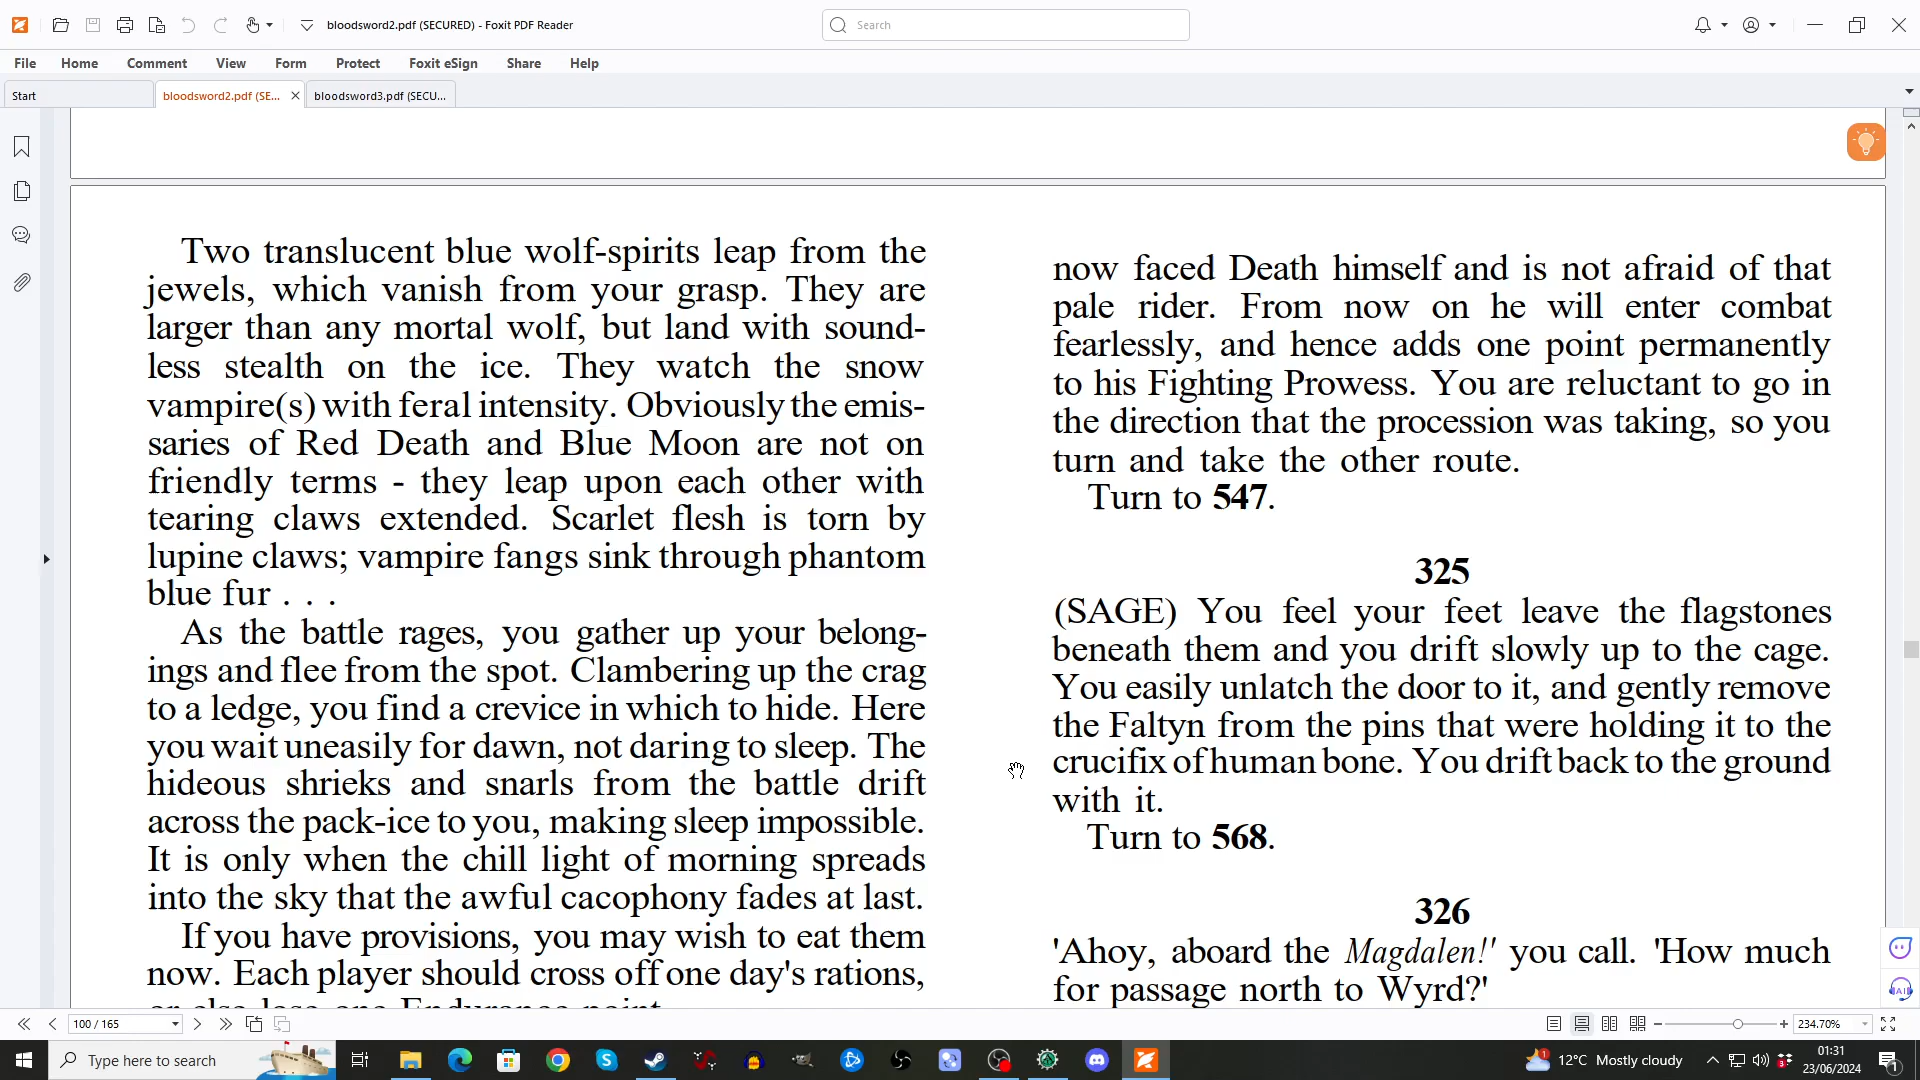 bloodsword2.pdf (SECURED) - Foxit PDF Reader
Search
File Home Comment View Form Protect Foxit eSign Share Help
Start bloodsword2.pdf (SE... bloodsword3.pdf (SECU...
Two translucent blue wolf-spirits leap from the
jewels, which vanish from your grasp. They are
larger than any mortal wolf, but land with sound-
less stealth on the ice. They watch the snow
vampire(s) with feral intensity. Obviously the emis-
saries of Red Death and Blue Moon are not on
friendly terms - they leap upon each other with
tearing claws extended. Scarlet flesh is torn by
lupine claws; vampire fangs sink through phantom
blue fur . . .
As the battle rages, you gather up your belong-
ings and flee from the spot. Clambering up the crag
to a ledge, you find a crevice in which to hide. Here
you wait uneasily for dawn, not daring to sleep. The
hideous shrieks and snarls from the battle drift
across the pack-ice to you, making sleep impossible.
It is only when the chill light of morning spreads
into the sky that the awful cacophony fades at last.
If you have provisions, you may wish to eat them
now. Each player should cross off one day's rations,
or else lose one Endurance point.
now faced Death himself and is not afraid of that
pale rider. From now on he will enter combat
fearlessly, and hence adds one point permanently
to his Fighting Prowess. You are reluctant to go in
the direction that the procession was taking, so you
turn and take the other route.
Turn to 547.
325
(SAGE) You feel your feet leave the flagstones
beneath them and you drift slowly up to the cage.
You easily unlatch the door to it, and gently remove
the Faltyn from the pins that were holding it to the
crucifix of human bone. You drift back to the ground
with it.
Turn to 568.
326
'Ahoy, aboard the Magdalen!' you call. 'How much
for passage north to Wyrd?'
100 / 165
234.70%
Type here to search
12°C Mostly cloudy
01:31
23/06/2024